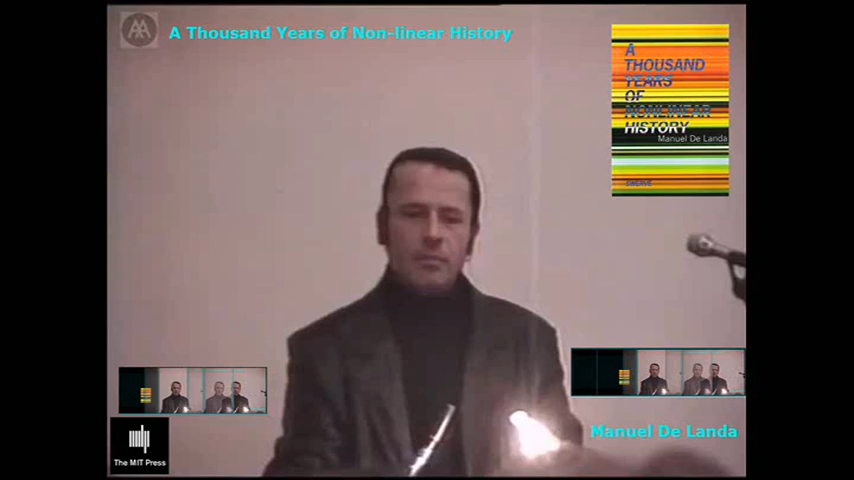 AA
A Thousand Years of Non-linear History
A
THOUSAND
YEARS
OF
NONLINEAR
HISTORY
Manuel De Landa
Manuel De Landa
The MIT Press